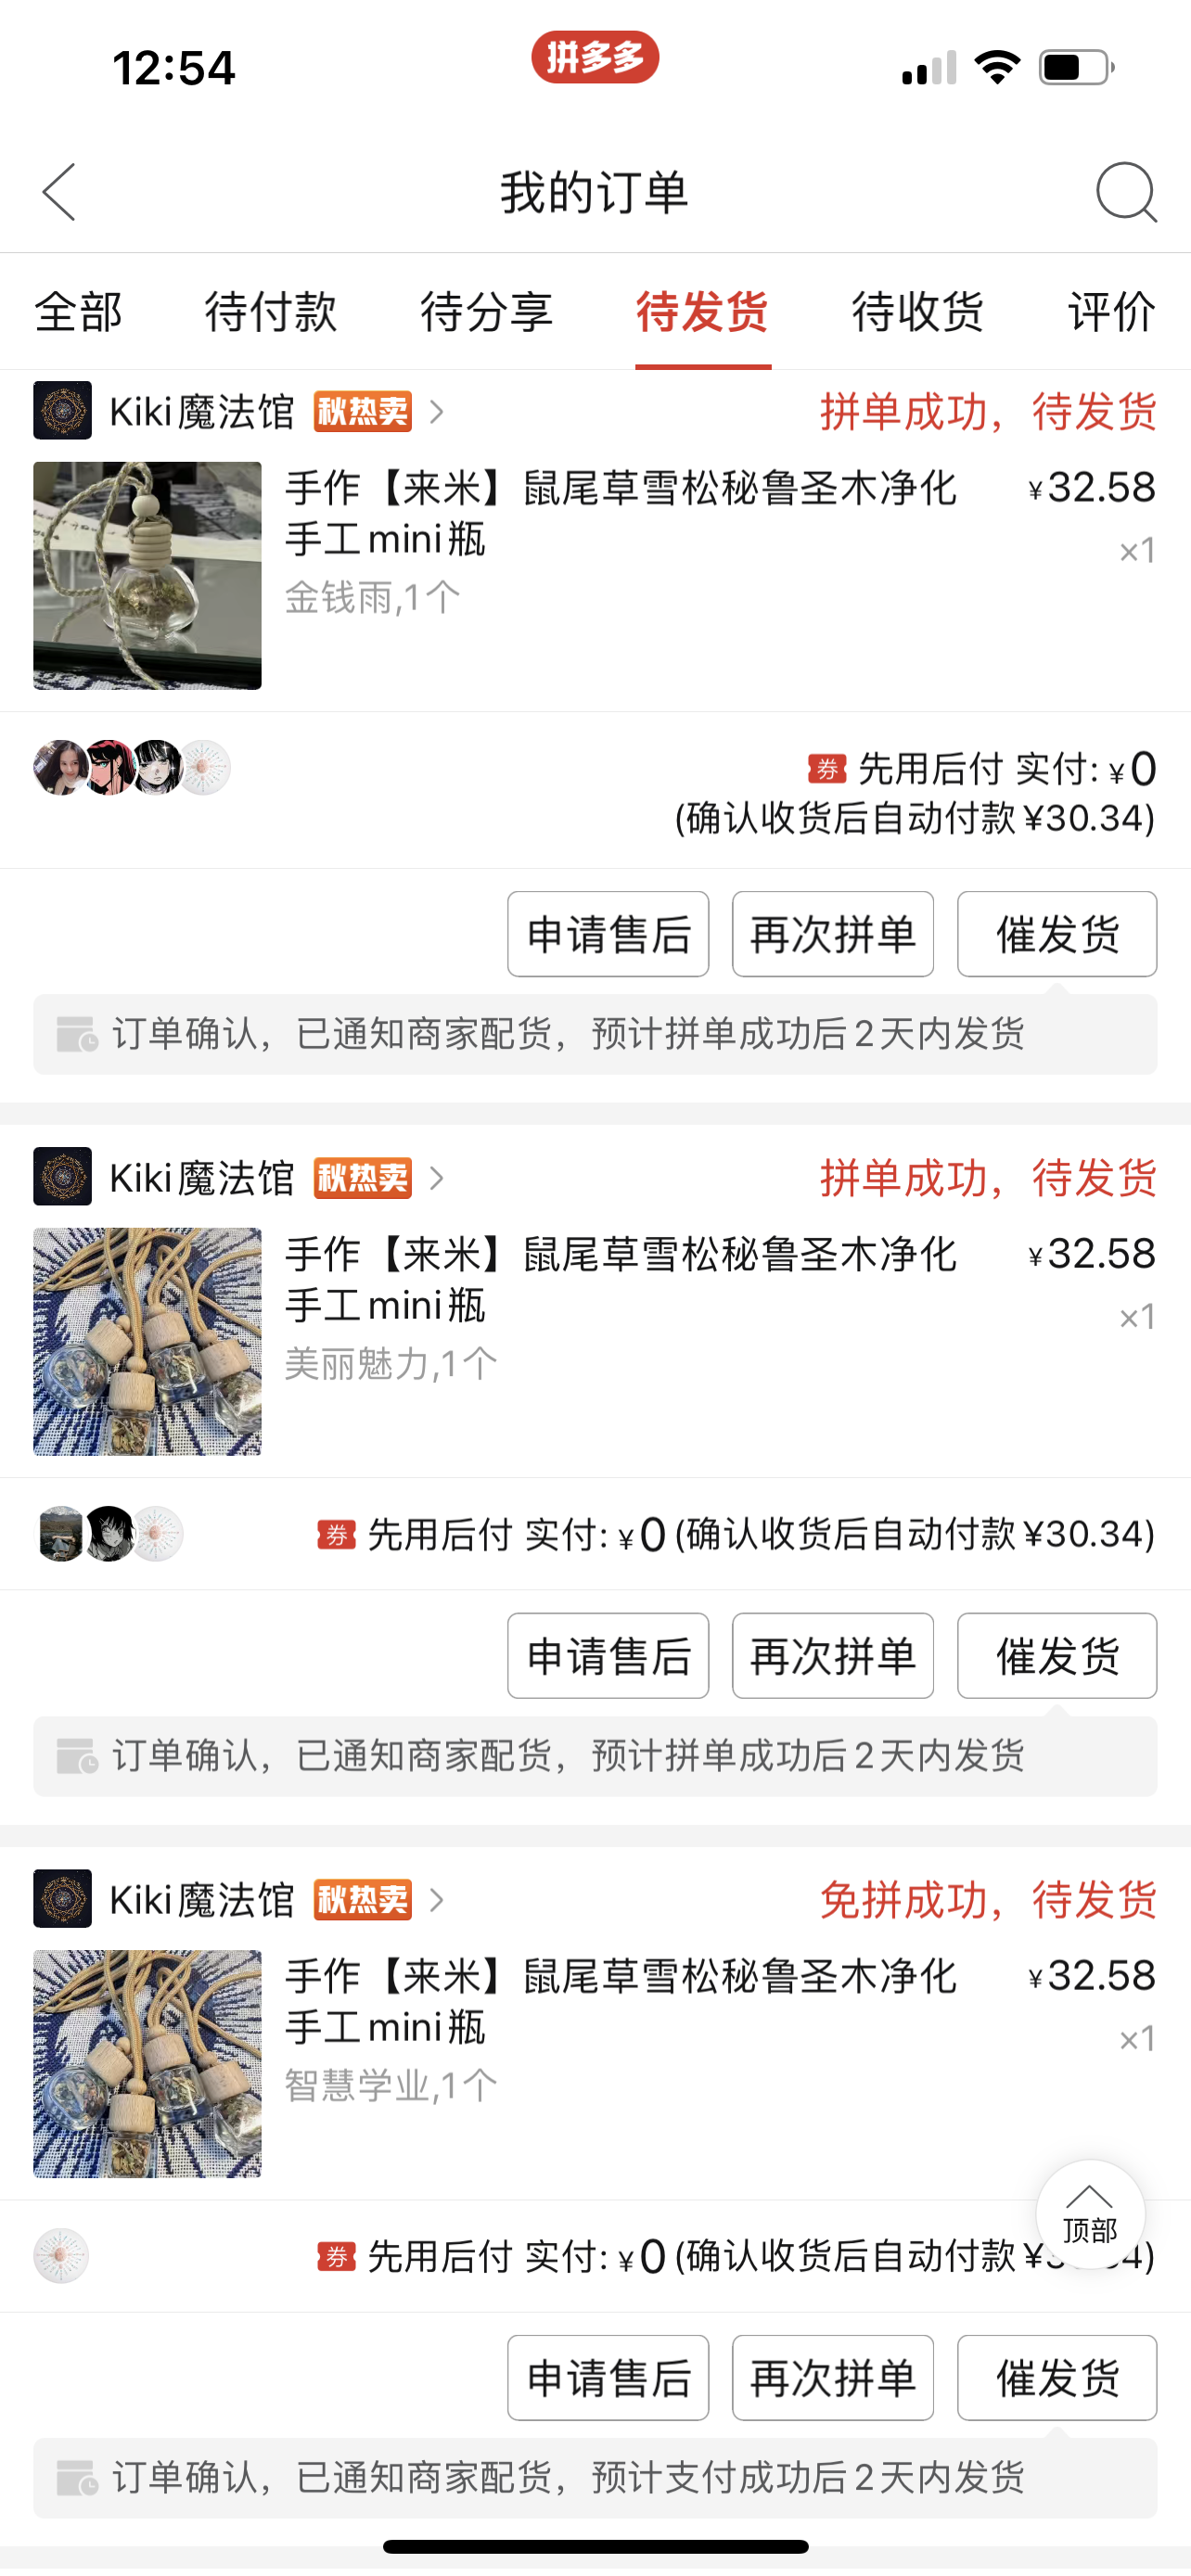 12:54
拼多多
我的订单
全部 待付款 待分享 待发货 待收货 评价
Kiki魔法馆 秋热卖 拼单成功，待发货
手作【来米】鼠尾草雪松秘鲁圣木净化 ¥32.58
手工mini瓶 ×1
金钱雨,1个
券 先用后付 实付: ¥0
(确认收货后自动付款¥30.34)
申请售后 再次拼单 催发货
订单确认，已通知商家配货，预计拼单成功后2天内发货
Kiki魔法馆 秋热卖 拼单成功，待发货
手作【来米】鼠尾草雪松秘鲁圣木净化 ¥32.58
手工mini瓶 ×1
美丽魅力,1个
券 先用后付 实付: ¥0 (确认收货后自动付款¥30.34)
申请售后 再次拼单 催发货
订单确认，已通知商家配货，预计拼单成功后2天内发货
Kiki魔法馆 秋热卖 免拼成功，待发货
手作【来米】鼠尾草雪松秘鲁圣木净化 ¥32.58
手工mini瓶 ×1
智慧学业,1个
顶部
券 先用后付 实付: ¥0 (确认收货后自动付款
申请售后 再次拼单 催发货
订单确认，已通知商家配货，预计支付成功后2天内发货